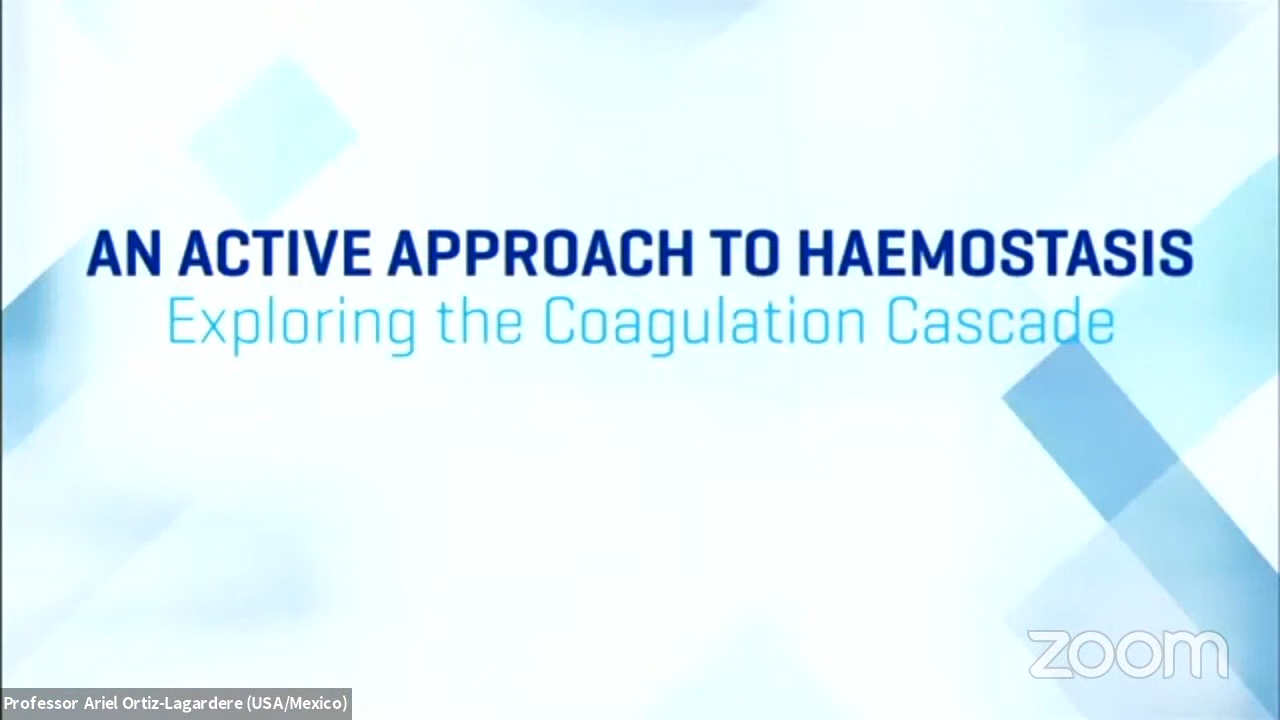 AN ACTIVE APPROACH TO HAEMOSTASIS
Exploring the Coagulation Cascade
zoom
Professor Ariel Ortiz-Lagardere (USA/Mexico)